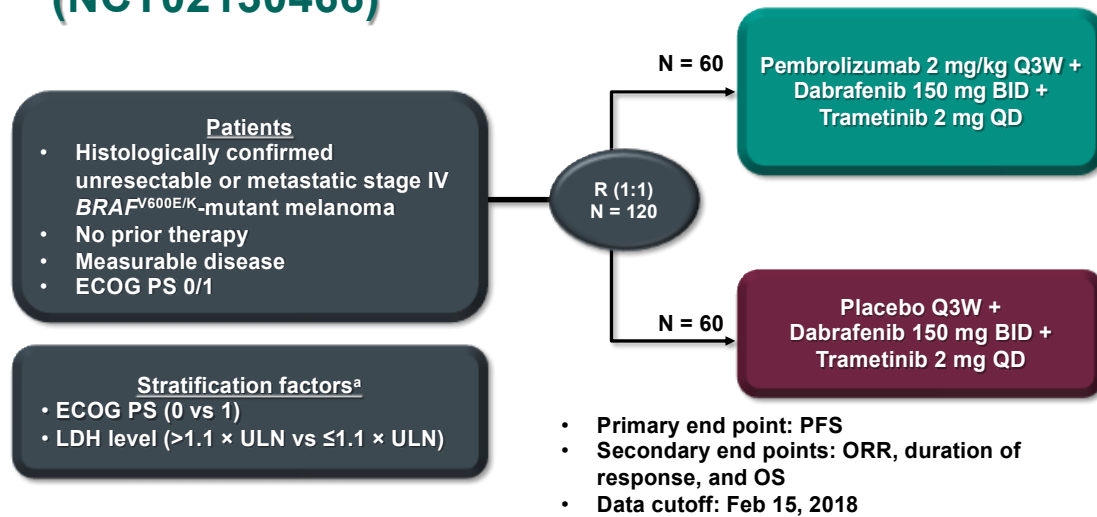 (NCT02130466)
Patients
• Histologically confirmed
unresectable or metastatic stage IV
BRAFV600E/K-mutant melanoma
• No prior therapy
• Measurable disease
• ECOG PS 0/1
Stratification factorsa
• ECOG PS (0 vs 1)
• LDH level (>1.1 × ULN vs ≤1.1 × ULN)
R (1:1)
N = 120
N = 60
Pembrolizumab 2 mg/kg Q3W +
Dabrafenib 150 mg BID +
Trametinib 2 mg QD
N = 60
Placebo Q3W +
Dabrafenib 150 mg BID +
Trametinib 2 mg QD
• Primary end point: PFS
• Secondary end points: ORR, duration of
response, and OS
• Data cutoff: Feb 15, 2018